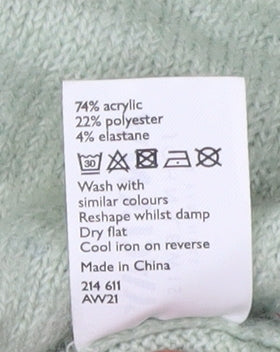 74% acrylic
22% polyester
4% elastane
30
Wash with
similar colours
Reshape whilst damp
Dry flat
Cool iron on reverse
Made in China
214 611
AW21